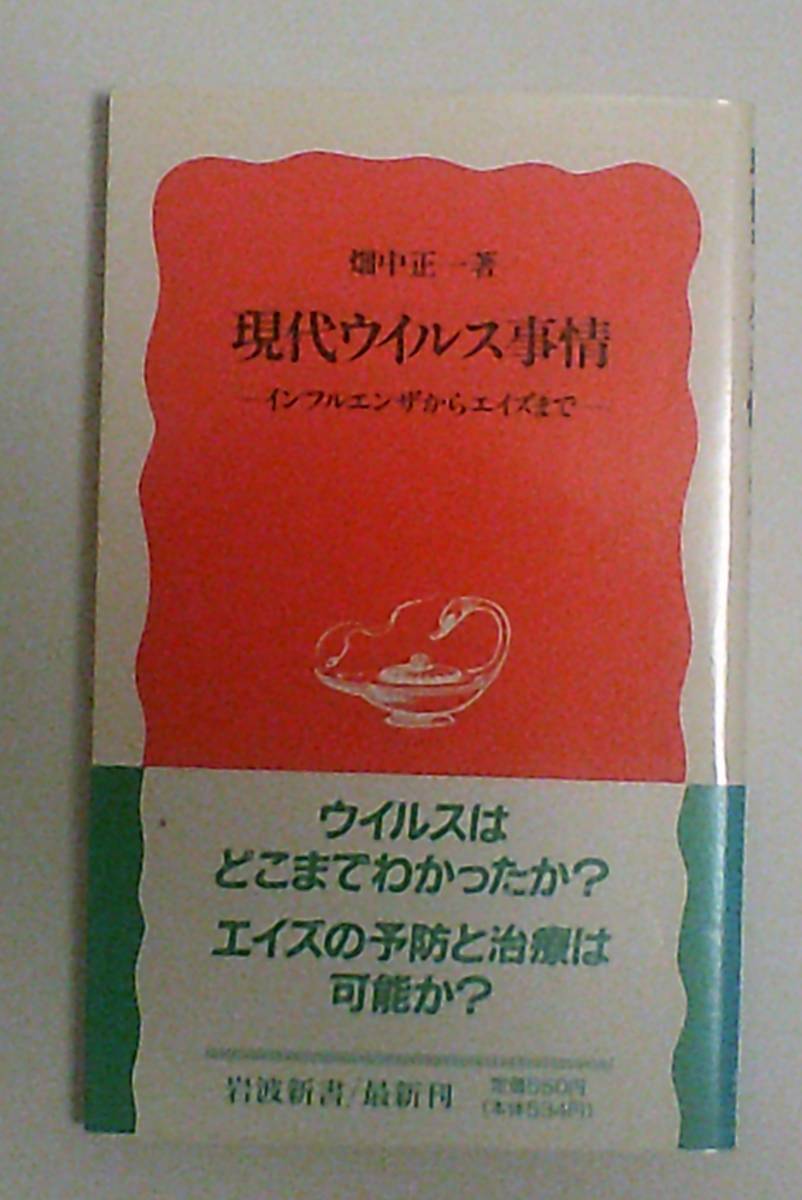 畑中正一著
現代ウイルス事情
—インフルエンザからエイズまで—
ウイルスは
どこまでわかったか?
エイズの予防と治療は
可能か?
岩波新書/最新刊
定価550円
(本体534円)